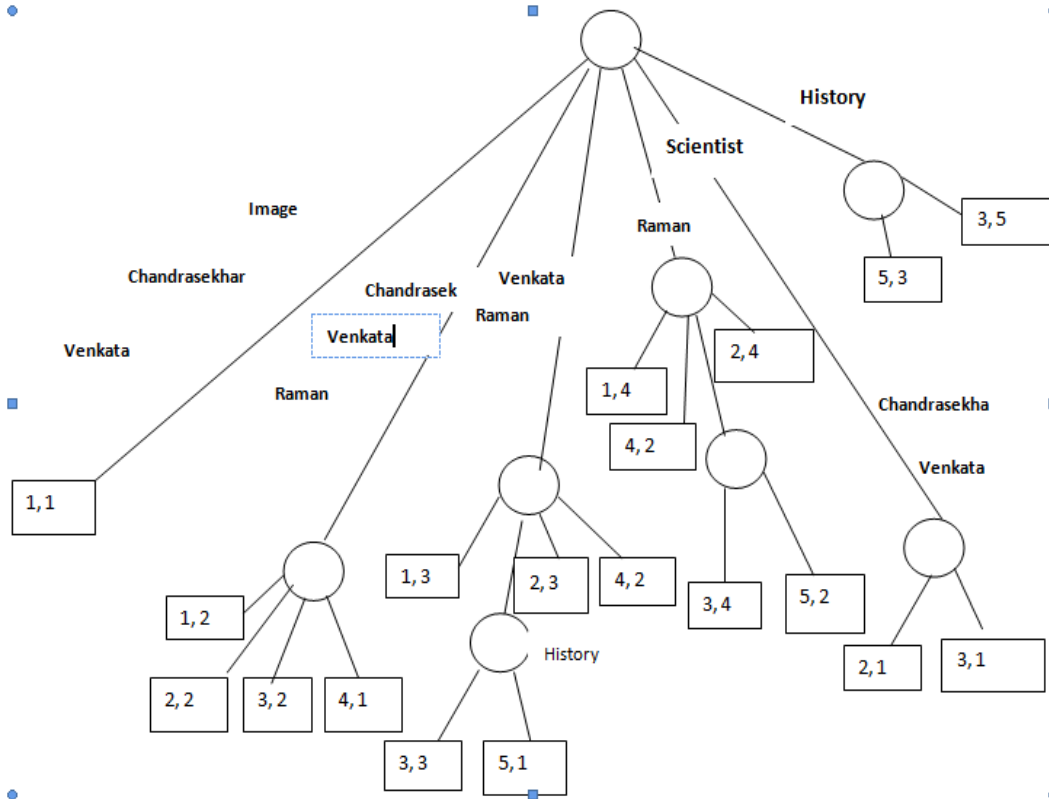 History
Scientist
Image
3, 5
Raman
5, 3
Chandrasekhar
Venkata
Chandrasek
Raman
Venkata
Venkata
2, 4
1, 4
Raman
Chandrasekha
4, 2
Venkata
1, 1
1, 3
2, 3
4, 2
3, 4
5, 2
1, 2
History
2, 1
3, 1
2, 2
3, 2
4, 1
3, 3
5, 1